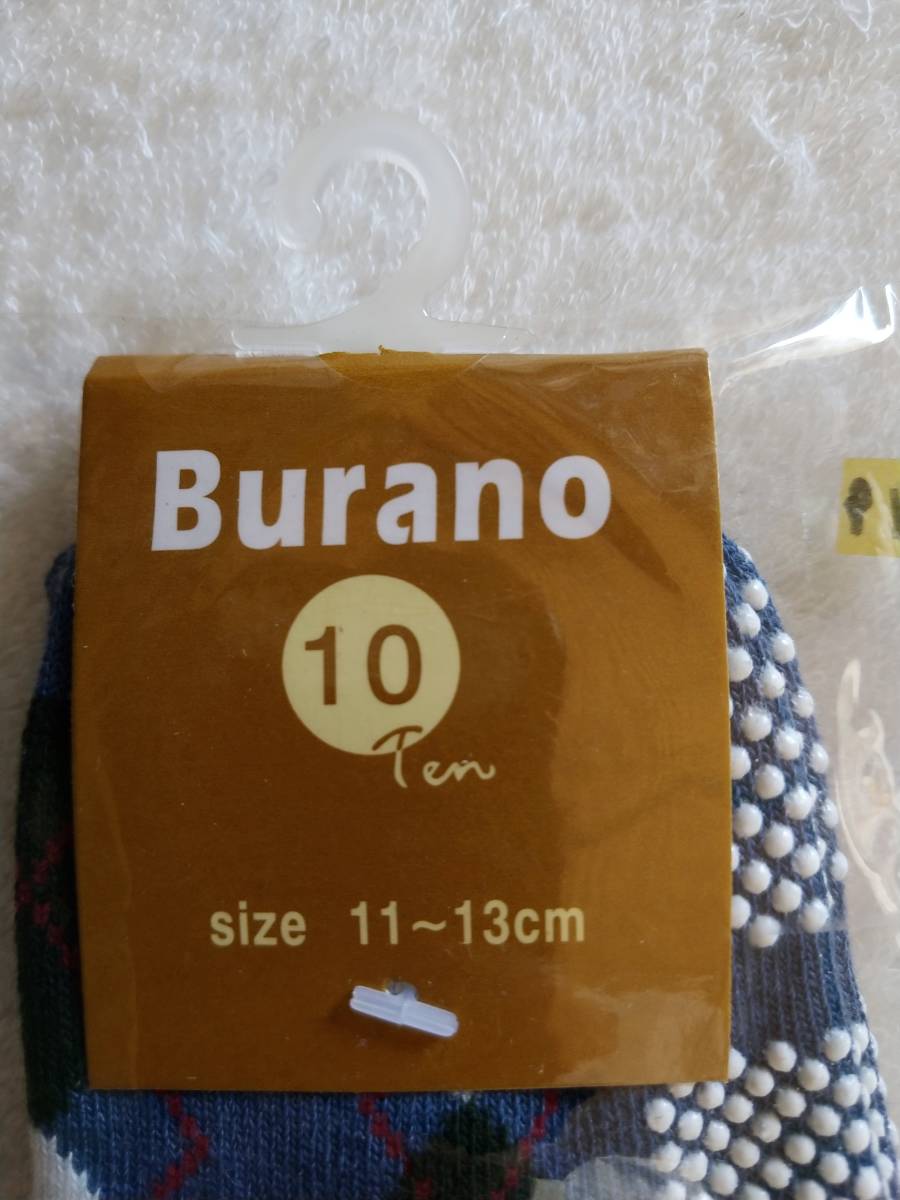 Burano
10
Ten
size 11~13cm